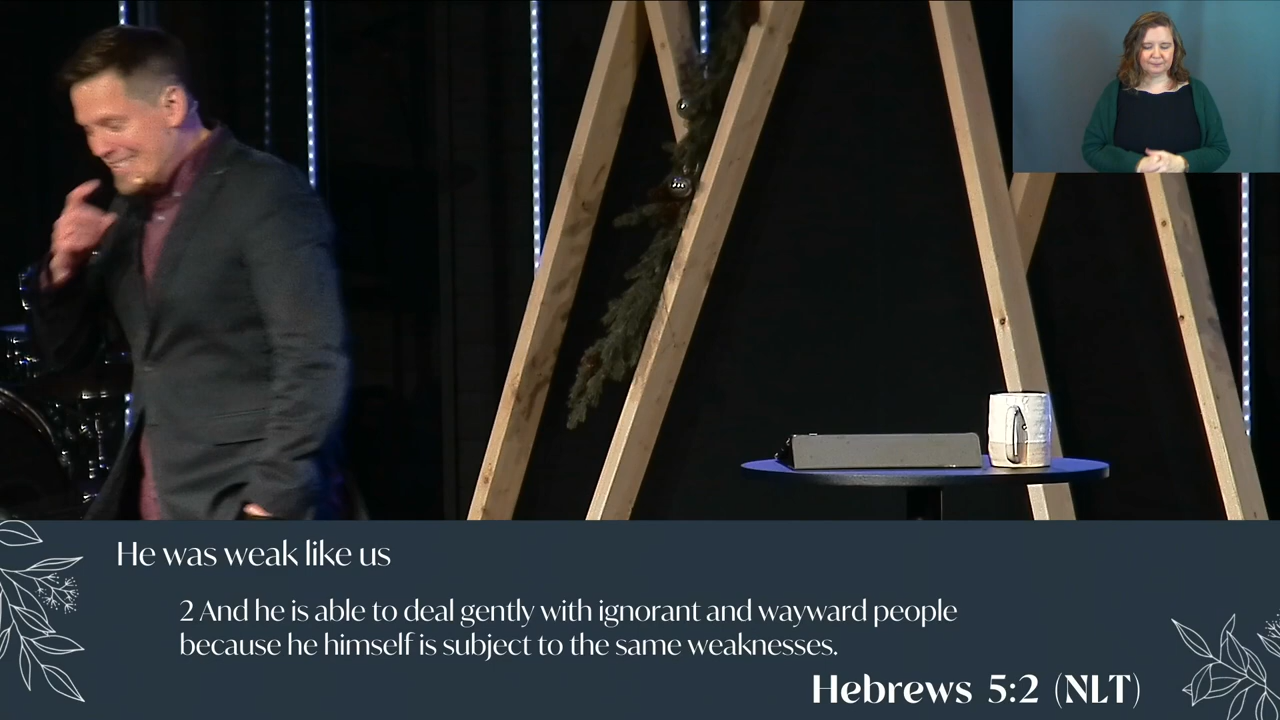 He was weak like us
2 And he is able to deal gently with ignorant and wayward people
because he himself is subject to the same weaknesses.
Hebrews 5:2 (NLT)